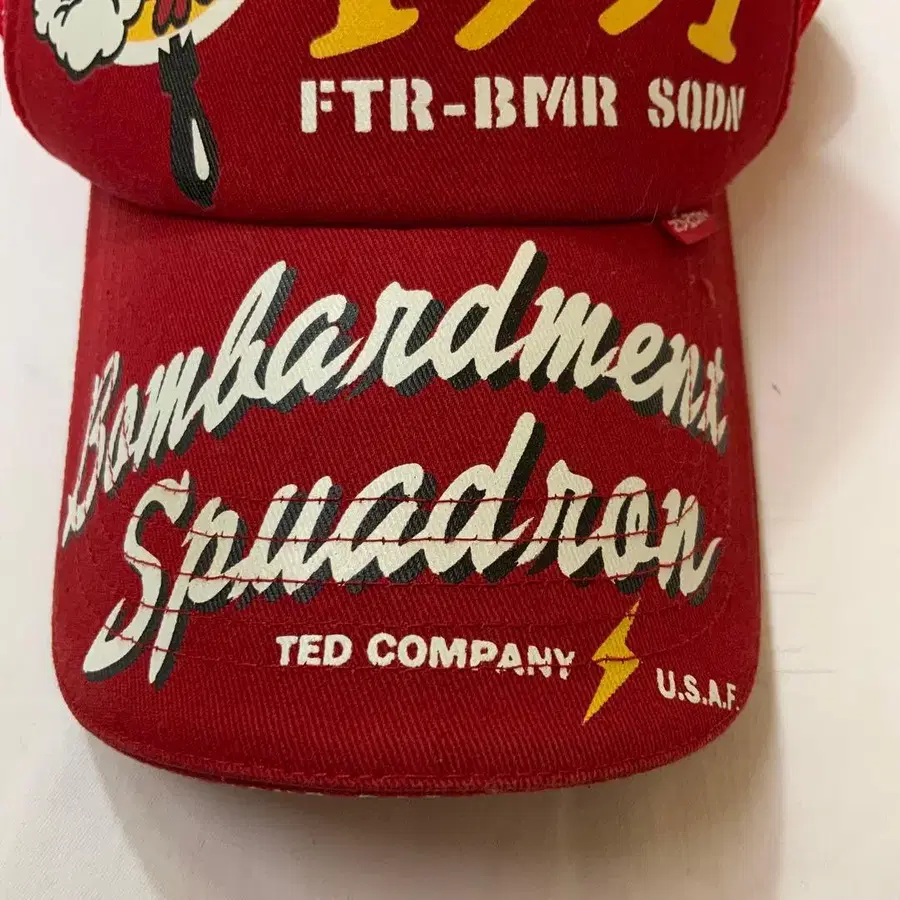 FTR-BMR SQDN
Bombardment
Spuadron
TED COMPANY U.S.A.F.